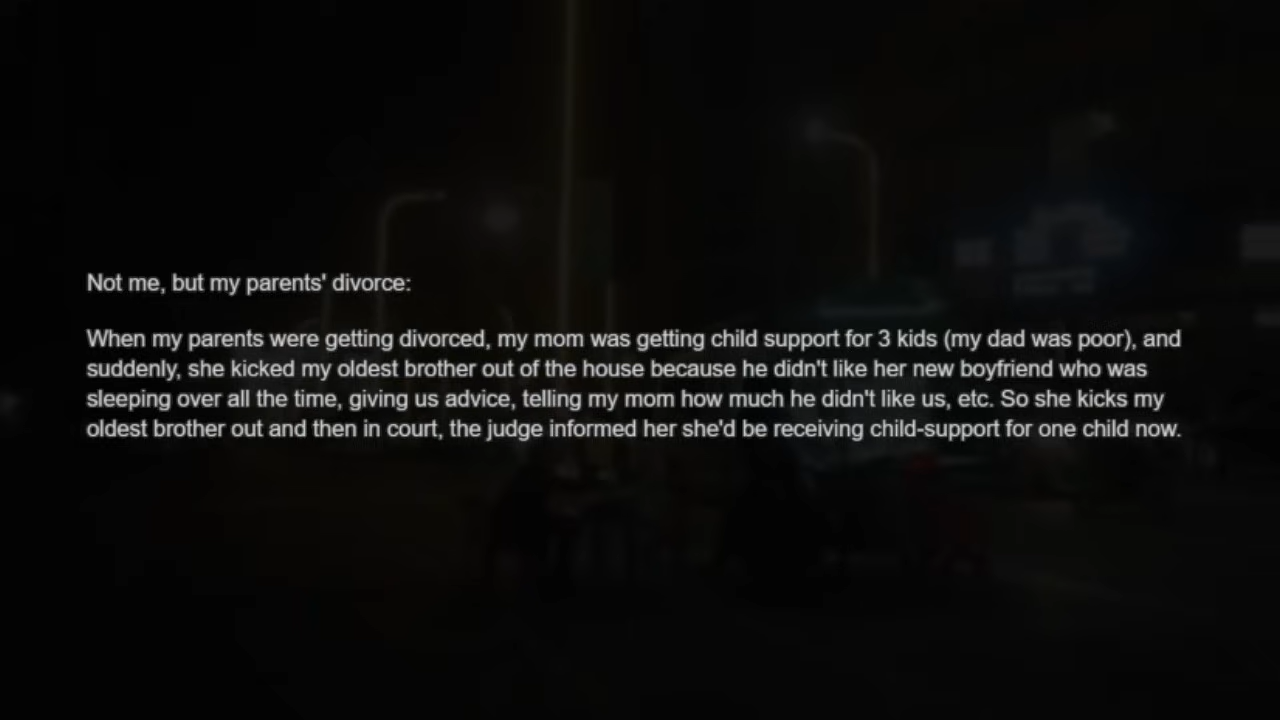 Not me, but my parents' divorce:
When my parents were getting divorced, my mom was getting child support for 3 kids (my dad was poor), and
suddenly, she kicked my oldest brother out of the house because he didn't like her new boyfriend who was
sleeping over all the time, giving us advice, telling my mom how much he didn't like us, etc. So she kicks my
oldest brother out and then in court, the judge informed her she'd be receiving child-support for one child now.